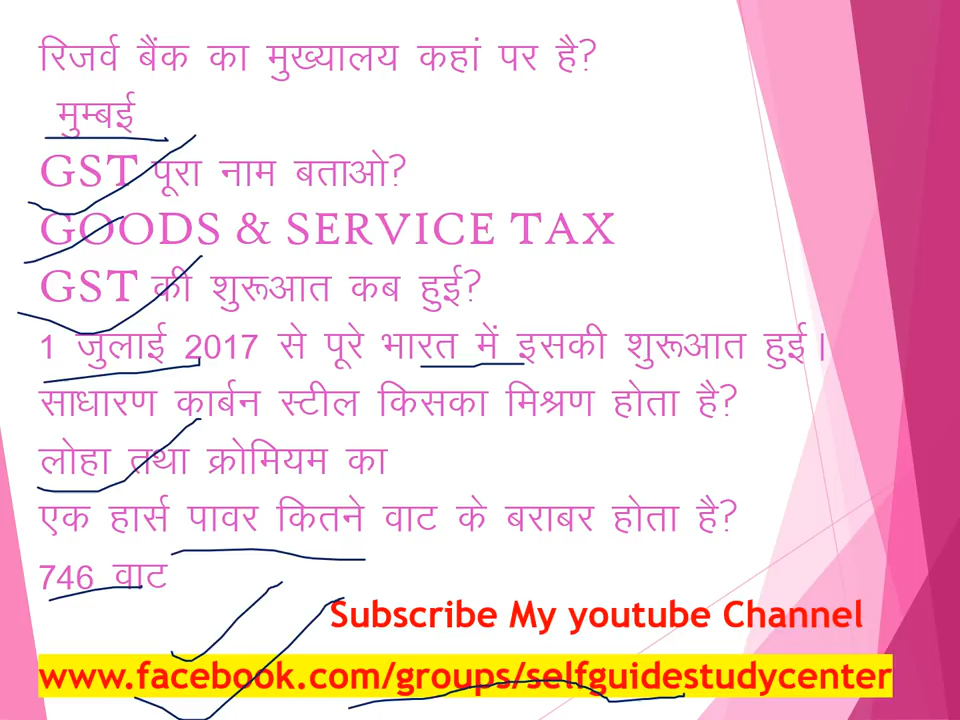 रिजर्व बैंक का मुख्यालय कहां पर है?
मुम्बई
GST पूरा नाम बताओ?
GOODS & SERVICE TAX
GST की शुरूआत कब हुई?
1 जुलाई 2017 से पूरे भारत में इसकी शुरूआत हुई।
साधारण कार्बन स्टील किसका मिश्रण होता है?
लोहा तथा क्रोमियम का
एक हार्स पावर कितने वाट के बराबर होता है?
746 वाट
Subscribe My youtube Channel
www.facebook.com/groups/selfguidestudycenter